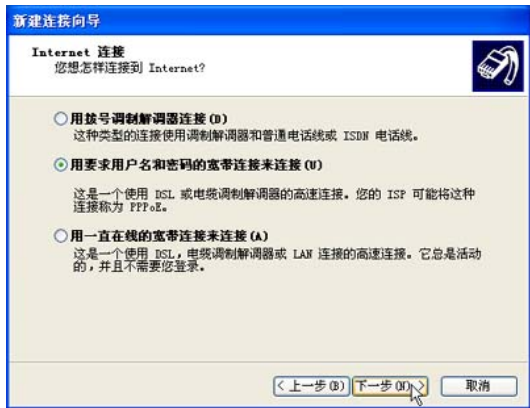 新建连接向导
Internet 连接
您想怎样连接到 Internet?
用拨号调制解调器连接(D)
这种类型的连接使用调制解调器和普通电话线或 ISDN 电话线。
用要求用户名和密码的宽带连接来连接(U)
这是一个使用 DSL 或电缆调制解调器的高速连接。您的 ISP 可能将这种
连接称为 PPPoE。
用一直在线的宽带连接来连接(A)
这是一个使用 DSL，电缆调制解调器或 LAN 连接的高速连接。它总是活动
的，并且不需要您登录。
<上一步(B) 下一步(N)> 取消